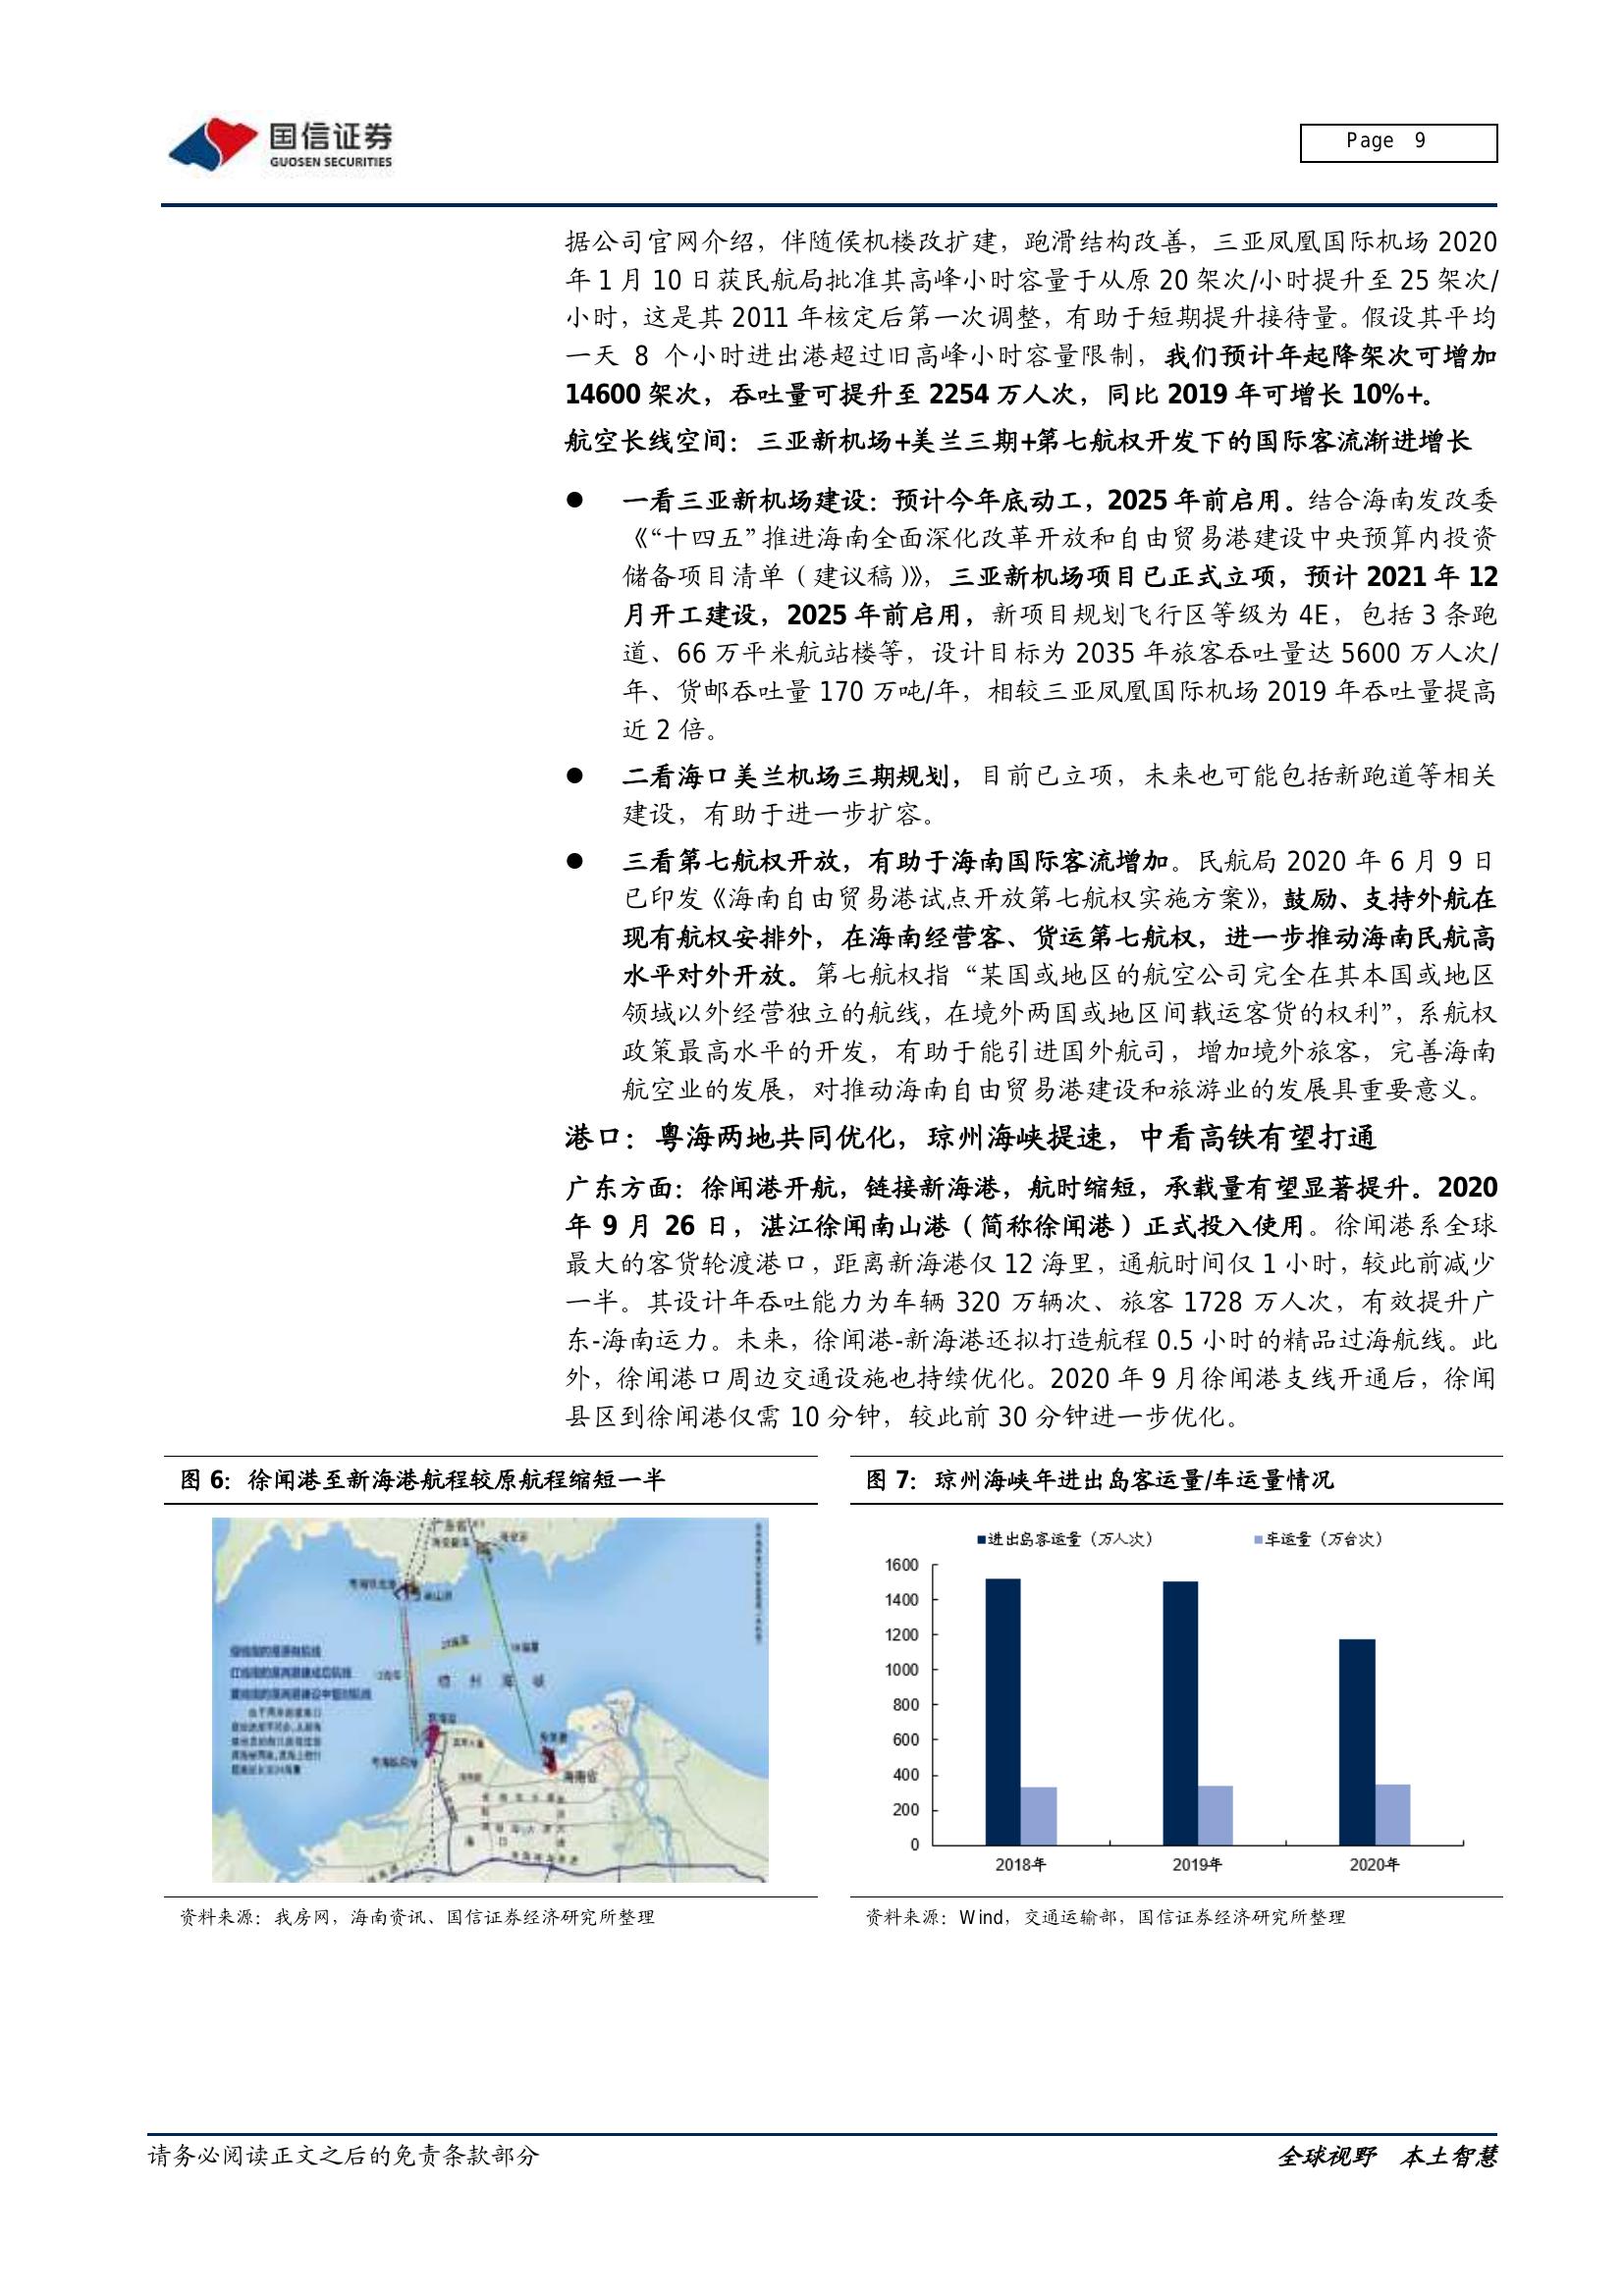 国信证券
GUOSEN SECURITIES
Page 9
据公司官网介绍，伴随侯机楼改扩建，跑滑结构改善，三亚凤凰国际机场 2020
年 1 月 10 日获民航局批准其高峰小时容量于从原 20 架次/小时提升至 25 架次/
小时，这是其 2011 年核定后第一次调整，有助于短期提升接待量。假设其平均
一天 8 个小时进出港超过旧高峰小时容量限制，我们预计年起降架次可增加
14600 架次，吞吐量可提升至 2254 万人次，同比 2019 年可增长 10%+。
航空长线空间：三亚新机场+美兰三期+第七航权开发下的国际客流渐进增长
● 一看三亚新机场建设：预计今年底动工，2025 年前启用。结合海南发改委
《“十四五”推进海南全面深化改革开放和自由贸易港建设中央预算内投资
储备项目清单（建议稿）》，三亚新机场项目已正式立项，预计 2021 年 12
月开工建设，2025 年前启用，新项目规划飞行区等级为 4E，包括 3 条跑
道、66 万平米航站楼等，设计目标为 2035 年旅客吞吐量达 5600 万人次/
年、货邮吞吐量 170 万吨/年，相较三亚凤凰国际机场 2019 年吞吐量提高
近 2 倍。
● 二看海口美兰机场三期规划，目前已立项，未来也可能包括新跑道等相关
建设，有助于进一步扩容。
● 三看第七航权开放，有助于海南国际客流增加。民航局 2020 年 6 月 9 日
已印发《海南自由贸易港试点开放第七航权实施方案》，鼓励、支持外航在
现有航权安排外，在海南经营客、货运第七航权，进一步推动海南民航高
水平对外开放。第七航权指“某国或地区的航空公司完全在其本国或地区
领域以外经营独立的航线，在境外两国或地区间载运客货的权利”，系航权
政策最高水平的开发，有助于能引进国外航司，增加境外旅客，完善海南
航空业的发展，对推动海南自由贸易港建设和旅游业的发展具重要意义。
港口：粤海两地共同优化，琼州海峡提速，中看高铁有望打通
广东方面：徐闻港开航，链接新海港，航时缩短，承载量有望显著提升。2020
年 9 月 26 日，湛江徐闻南山港（简称徐闻港）正式投入使用。徐闻港系全球
最大的客货轮渡港口，距离新海港仅 12 海里，通航时间仅 1 小时，较此前减少
一半。其设计年吞吐能力为车辆 320 万辆次、旅客 1728 万人次，有效提升广
东-海南运力。未来，徐闻港-新海港还拟打造航程 0.5 小时的精品过海航线。此
外，徐闻港口周边交通设施也持续优化。2020 年 9 月徐闻港支线开通后，徐闻
县区到徐闻港仅需 10 分钟，较此前 30 分钟进一步优化。
图 6：徐闻港至新海港航程较原航程缩短一半
广东省
琼 州 海 峡
海南省
资料来源：我房网，海南资讯、国信证券经济研究所整理
图 7：琼州海峡年进出岛客运量/车运量情况
进出岛客运量（万人次） 车运量（万台次）
1600
1400
1200
1000
800
600
400
200
0
2018年 2019年 2020年
资料来源：Wind，交通运输部，国信证券经济研究所整理
请务必阅读正文之后的免责条款部分
全球视野 本土智慧